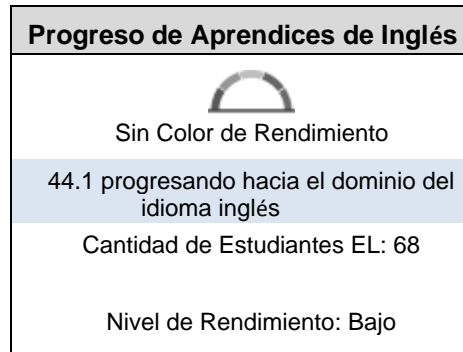 Progreso de Aprendices de Inglés
Sin Color de Rendimiento
44.1 progresando hacia el dominio del
idioma inglés
Cantidad de Estudiantes EL: 68
Nivel de Rendimiento: Bajo